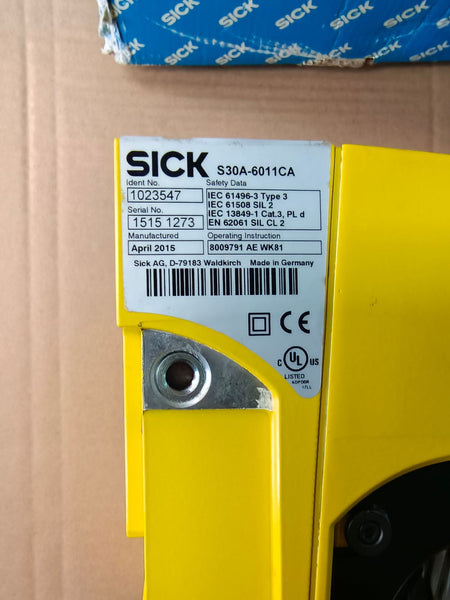 SICK SICK SICK
SICK S30A-6011CA
Ident No. Safety Data
1023547 IEC 61496-3 Type 3
IEC 61508 SIL 2
Serial No. IEC 13849-1 Cat.3, PL d
1515 1273 EN 62061 SIL CL 2
Manufactured Operating Instruction
April 2015 8009791 AE WK81
Sick AG, D-79183 Waldkirch Made in Germany
CE
C UL US
LISTED